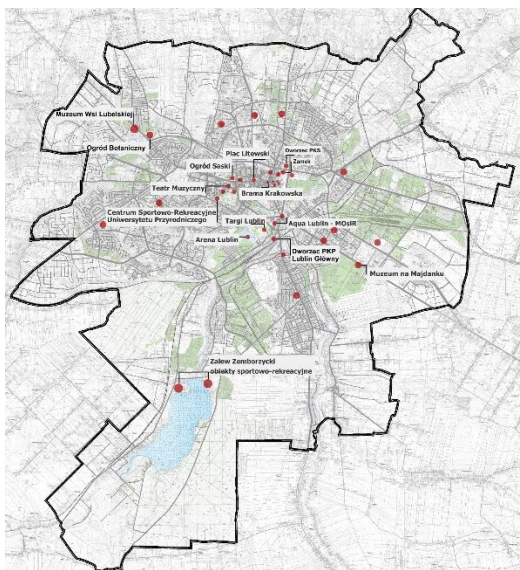 Muzeum Wsi Lubelskiej
Ogród Botaniczny
Plac Litewski
Dworzec PKS
Zamek
Ogród Saski
Teatr Muzyczny
Brama Krakowska
Centrum Sportowo-Rekreacyjne
Uniwersytetu Przyrodniczego
Targi Lublin
Aqua Lublin - MOsiR
Arena Lublin
Dworzec PKP
Lublin Główny
Muzeum na Majdanku
Zalew Zemborzycki
obiekty sportowo-rekreacyjne